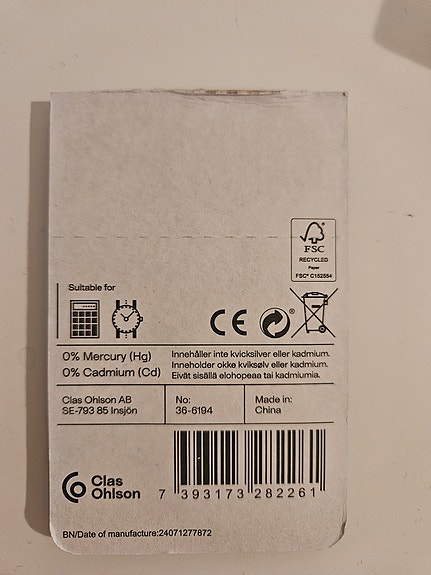 FSC
RECYCLED
Paper
FSC® C152554
Suitable for
CE
®
0% Mercury (Hg)
0% Cadmium (Cd)
Innehåller inte kvicksilver eller kadmium.
Inneholder okke kviksølv eller kadmium.
Eivät sisällä elohopeaa tai kadmiumia.
Clas Ohlson AB
SE-793 85 Insjön
No:
36-6194
Made in:
China
Clas
Ohlson
7 393173 282261
BN/Date of manufacture:24071277872